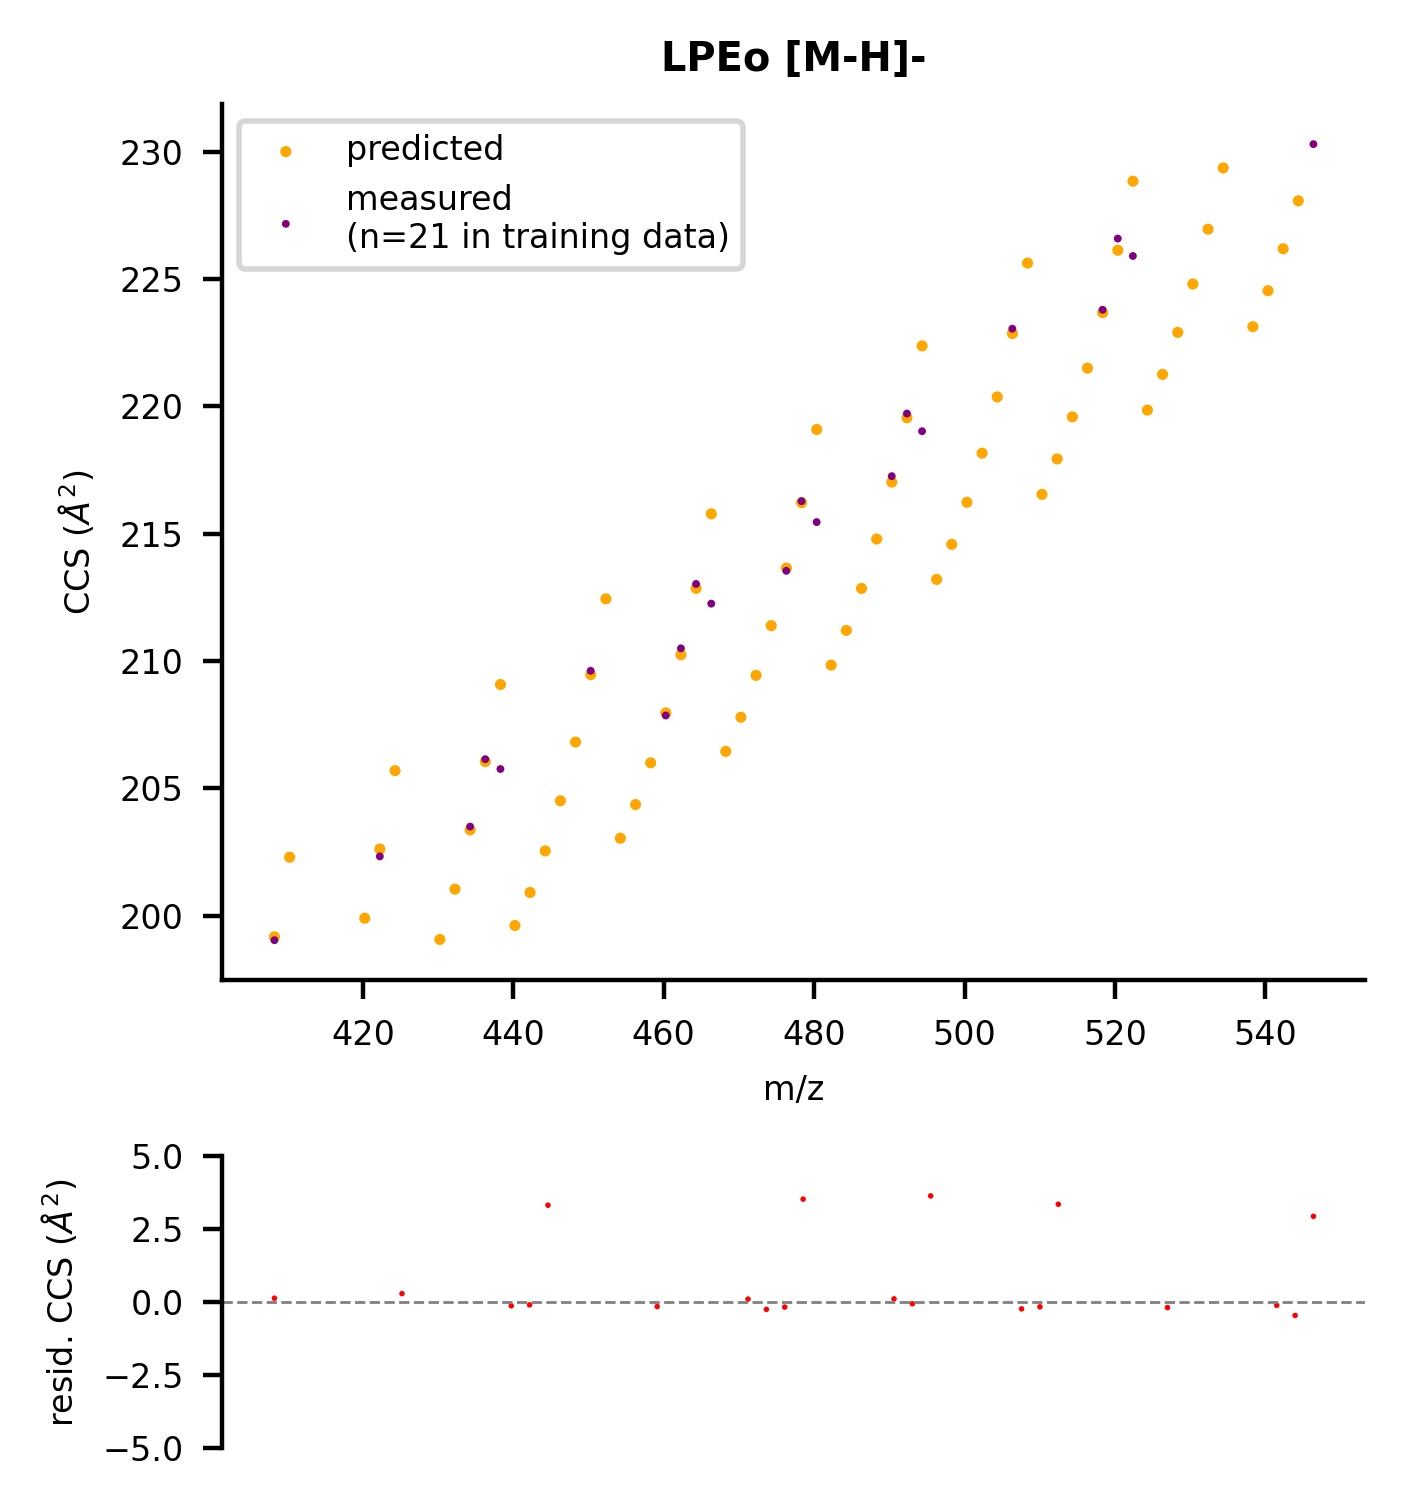 LPEo [M-H]-
predicted
measured
(n=21 in training data)
230
225
220
215
210
205
200
CCS (Å²)
420 440 460 480 500 520 540
m/z
5.0
2.5
0.0
−2.5
−5.0
resid. CCS (Å²)